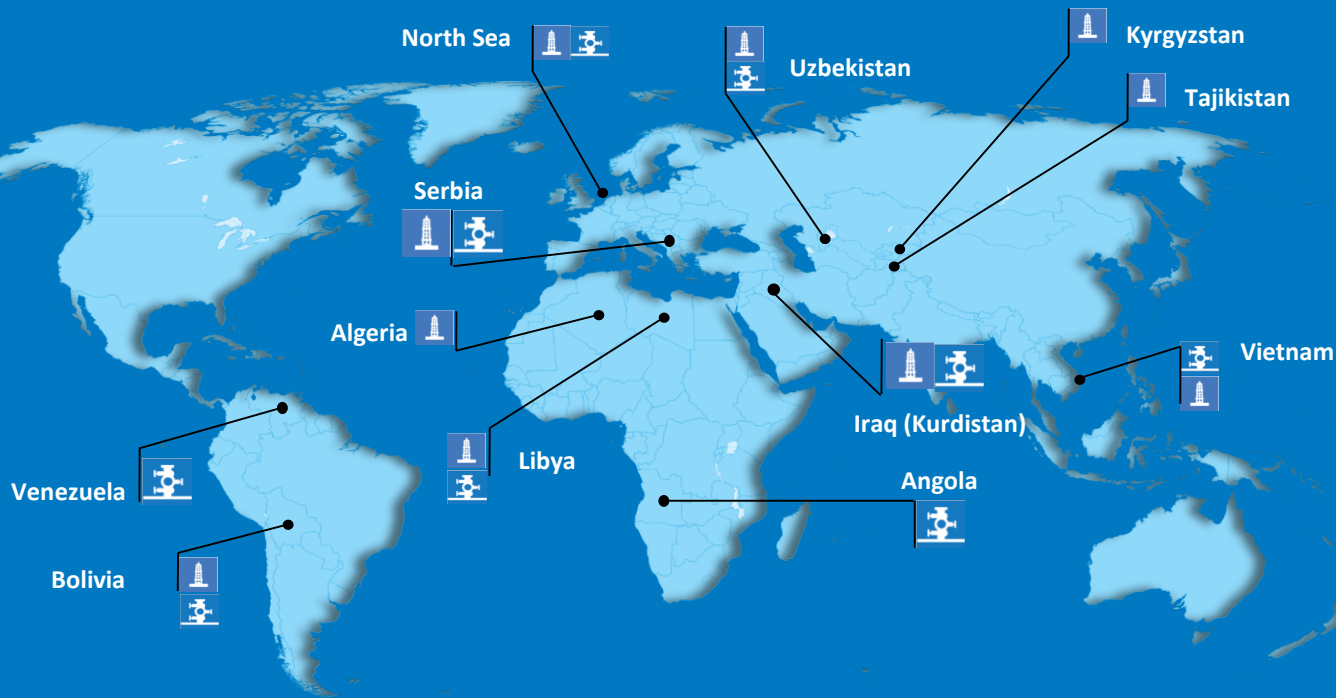 North Sea
Uzbekistan
Kyrgyzstan
Tajikistan
Serbia
Algeria
Vietnam
Iraq (Kurdistan)
Libya
Angola
Venezuela
Bolivia